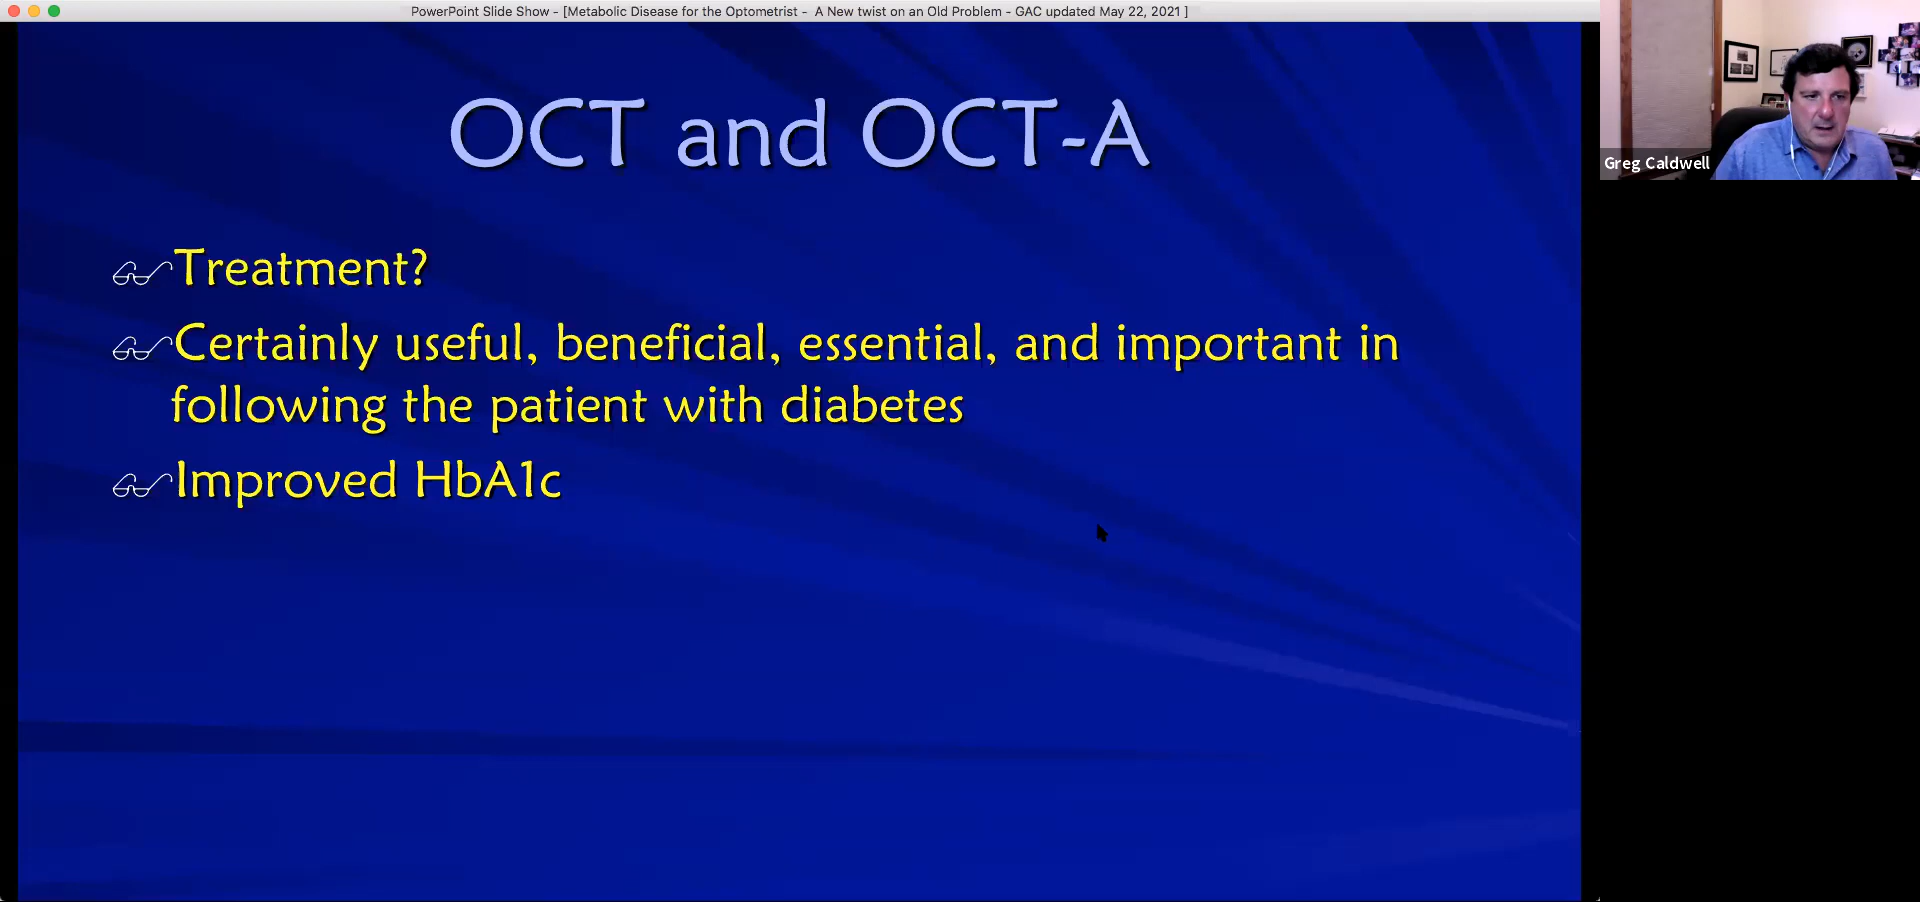 PowerPoint Slide Show - [Metabolic Disease for the Optometrist - A New twist on an Old Problem - GAC updated May 22, 2021 ]
OCT and OCT-A
Treatment?
Certainly useful, beneficial, essential, and important in
following the patient with diabetes
Improved HbA1c
Greg Caldwell